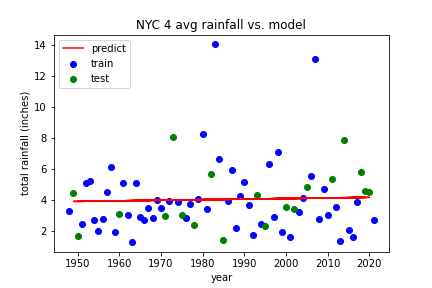 NYC 4 avg rainfall vs. model
predict
train
test
14
12
10
8
6
4
2
total rainfall (inches)
1950 1960 1970 1980 1990 2000 2010 2020
year